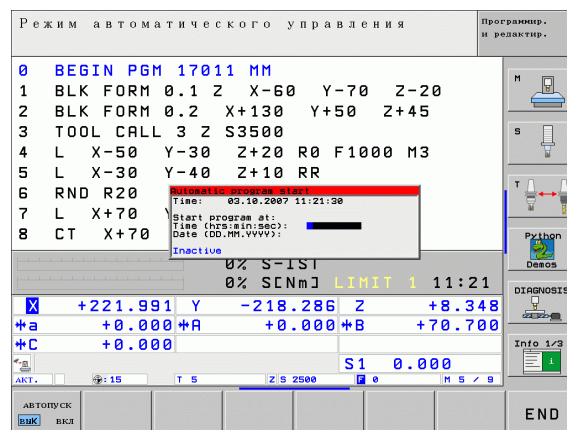 Режим автоматического управления
Программир.
и редактир.
0 BEGIN PGM 17011 MM
1 BLK FORM 0.1 Z X-60 Y-70 Z-20
2 BLK FORM 0.2 X+130 Y+50 Z+45
3 TOOL CALL 3 Z S3500
4 L X-50 Y-30 Z+20 R0 F1000 M3
5 L X-30 Y-40 Z+10 RR
6 RND R20
7 L X+70
8 CT X+70
Automatic program start
Time: 03.10.2007 11:21:30
Start program at:
Time (hrs:min:sec):
Date (DD.MM.YYYY):
Inactive
0% S-IST
0% S[Nm] LIMIT 1 11:21
X +221.991 Y -218.286 Z +8.348
a +0.000 A +0.000 B +70.700
C +0.000
S1 0.000
АКТ. : 15 T 5 Z S 2500 F 0 M 5 / 9
АВТОПУСК
ВЫК ВКЛ
END
M
S
T
Python
Demos
DIAGNOSIS
Info 1/3
i